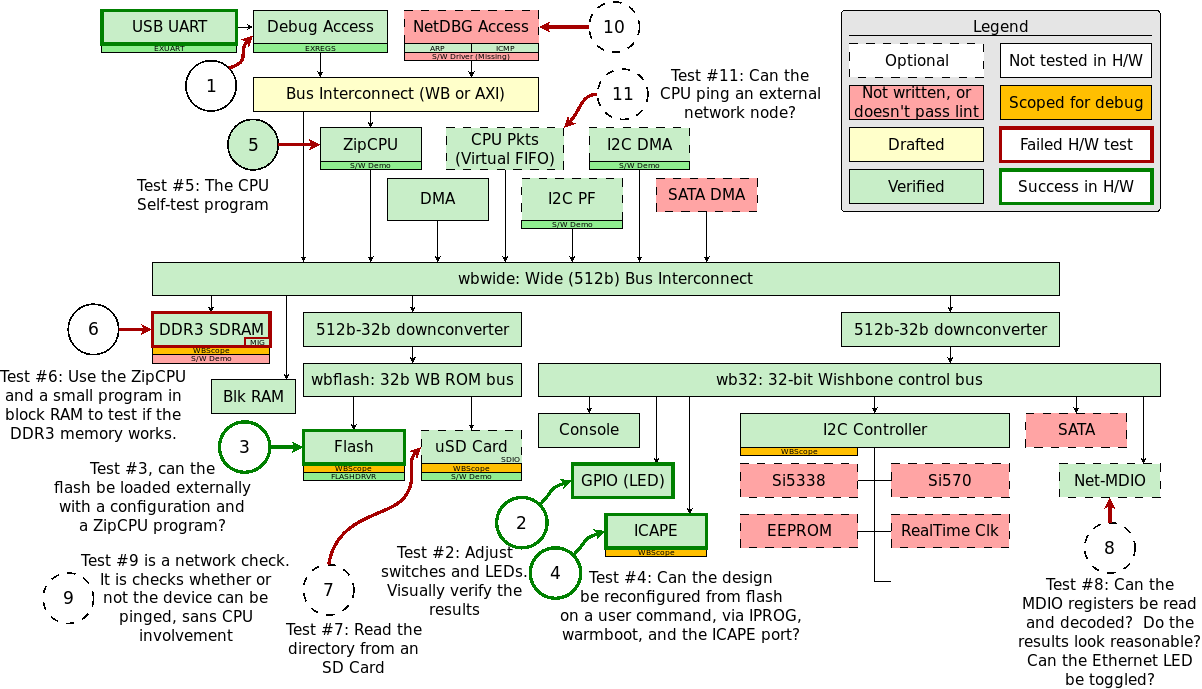 USB UART
EXUART
Debug Access
EXREGS
NetDBG Access
ARP
ICMP
S/W Driver (Missing)
10
1
Bus Interconnect (WB or AXI)
11
Test #11: Can the
CPU ping an external
network node?
Legend
Optional
Not tested in H/W
Not written, or
doesn't pass lint
Scoped for debug
Drafted
Failed H/W test
Verified
Success in H/W
5
Test #5: The CPU
Self-test program
ZipCPU
S/W Demo
CPU Pkts
(Virtual FIFO)
I2C DMA
S/W Demo
DMA
I2C PF
S/W Demo
SATA DMA
wbwide: Wide (512b) Bus Interconnect
6
DDR3 SDRAM
MIG
WBScope
S/W Demo
512b-32b downconverter
512b-32b downconverter
Test #6: Use the ZipCPU
and a small program in
block RAM to test if the
DDR3 memory works.
Blk RAM
wbflash: 32b WB ROM bus
wb32: 32-bit Wishbone control bus
3
Flash
WBScope
FLASHDRVR
uSD Card
SDIO
WBScope
S/W Demo
Console
I2C Controller
WBScope
SATA
Test #3, can the
flash be loaded externally
with a configuration and
a ZipCPU program?
GPIO (LED)
Si5338
Si570
Net-MDIO
2
ICAPE
WBScope
EEPROM
RealTime Clk
8
Test #9 is a network check.
It is checks whether or
not the device can be
pinged, sans CPU
involvement
9
7
Test #7: Read the
directory from an
SD Card
Test #2: Adjust
switches and LEDs.
Visually verify the
results
4
Test #4: Can the design
be reconfigured from flash
on a user command, via IPROG,
warmboot, and the ICAPE port?
Test #8: Can the
MDIO registers be read
and decoded?  Do the
results look reasonable?
Can the Ethernet LED
be toggled?